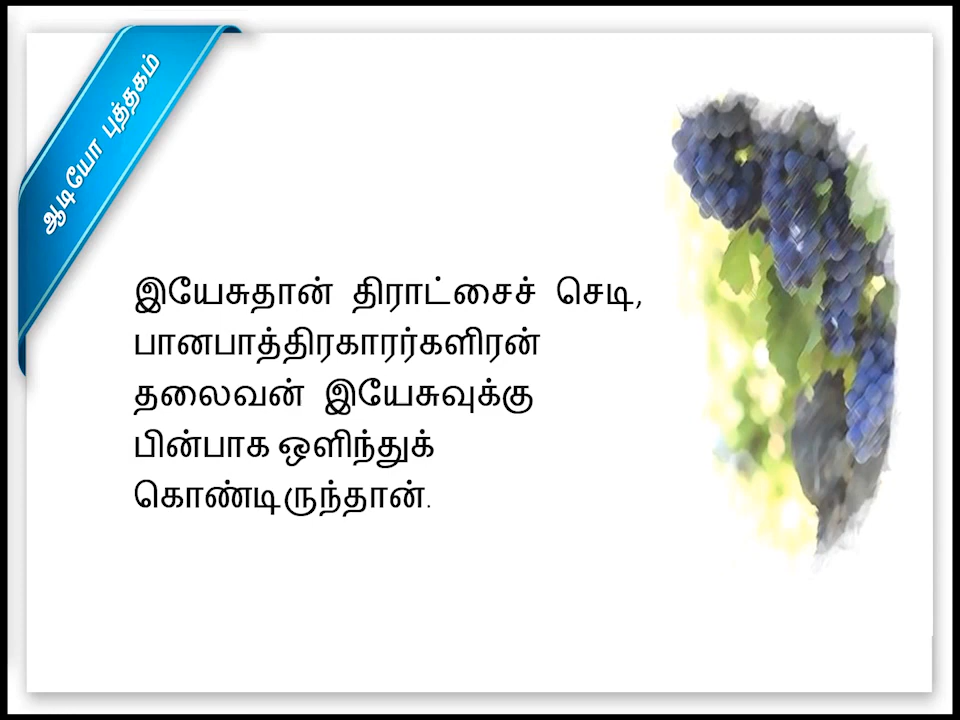 ஆடியோ புத்தகம்
இயேசுதான் திராட்சைச் செடி,
பானபாத்திரகாரர்களிரன்
தலைவன் இயேசுவுக்கு
பின்பாக ஒளிந்துக்
கொண்டிருந்தான்.